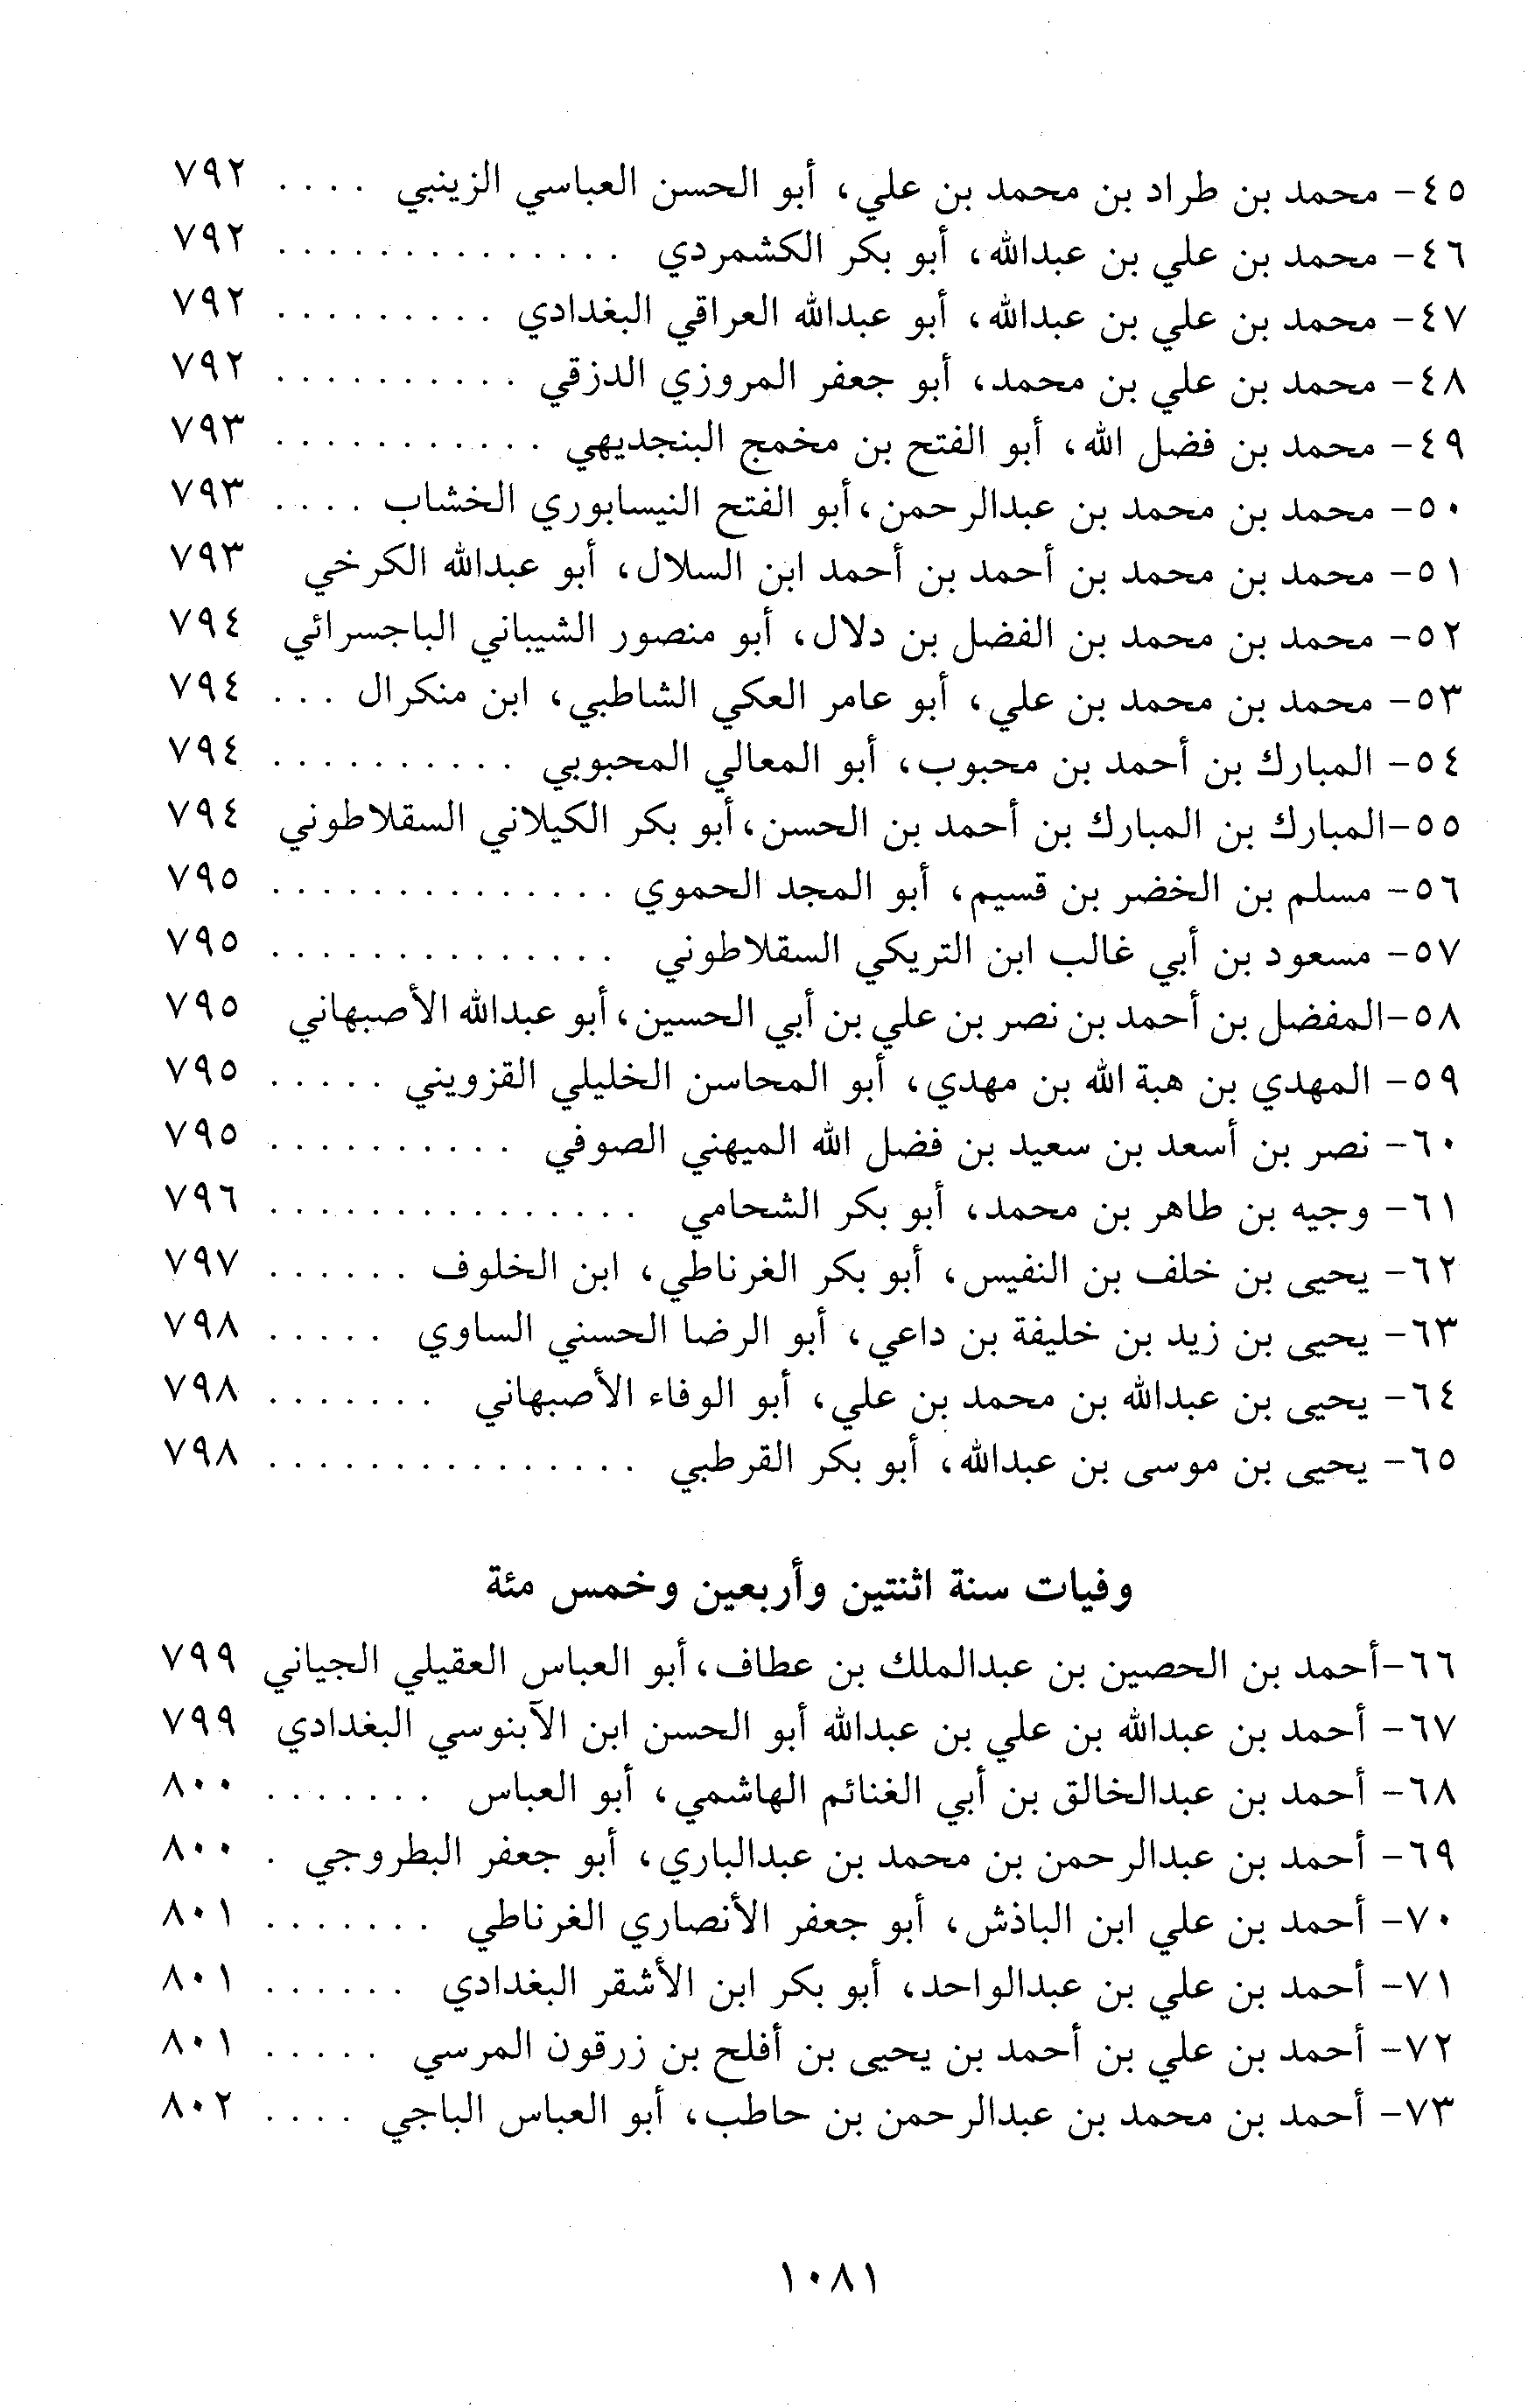 ٤٥- محمد بن طراد بن محمد بن علي، أبو الحسن العباسي الزينبي . . . . ٧٩٢
٤٦- محمد بن علي بن عبدالله، أبو بكر الكشمردي . . . . . . . . . . . . . . ٧٩٢
٤٧- محمد بن علي بن عبدالله، أبو عبدالله العراقي البغدادي . . . . . . . . . ٧٩٢
٤٨- محمد بن علي بن محمد، أبو جعفر المروزي الدزقي . . . . . . . . . . ٧٩٢
٤٩- محمد بن فضل الله، أبو الفتح بن مخمج البنجديهي . . . . . . . . . . . ٧٩٣
٥٠- محمد بن محمد بن عبدالرحمن، أبو الفتح النيسابوري الخشاب . . . . ٧٩٣
٥١- محمد بن محمد بن أحمد بن أحمد ابن السلال، أبو عبدالله الكرخي ٧٩٣
٥٢- محمد بن محمد بن الفضل بن دلال، أبو منصور الشيباني الباجسرائي ٧٩٤
٥٣- محمد بن محمد بن علي، أبو عامر العكي الشاطبي، ابن منكرال . . . ٧٩٤
٥٤- المبارك بن أحمد بن محبوب، أبو المعالي المحبوبي . . . . . . . . . . ٧٩٤
٥٥-المبارك بن المبارك بن أحمد بن الحسن، أبو بكر الكيلاني السقلاطوني ٧٩٤
٥٦- مسلم بن الخضر بن قسيم، أبو المجد الحموي . . . . . . . . . . . . . . ٧٩٥
٥٧- مسعود بن أبي غالب ابن التريكي السقلاطوني . . . . . . . . . . . . . . ٧٩٥
٥٨-المفضل بن أحمد بن نصر بن علي بن أبي الحسين، أبو عبدالله الأصبهاني ٧٩٥
٥٩- المهدي بن هبة الله بن مهدي، أبو المحاسن الخليلي القزويني . . . . . ٧٩٥
٦٠- نصر بن أسعد بن سعيد بن فضل الله الميهني الصوفي . . . . . . . . . . ٧٩٥
٦١- وجيه بن طاهر بن محمد، أبو بكر الشحامي . . . . . . . . . . . . . . . ٧٩٦
٦٢- يحيى بن خلف بن النفيس، أبو بكر الغرناطي، ابن الخلوف . . . . . . ٧٩٧
٦٣- يحيى بن زيد بن خليفة بن داعي، أبو الرضا الحسني الساوي . . . . . ٧٩٨
٦٤- يحيى بن عبدالله بن محمد بن علي، أبو الوفاء الأصبهاني . . . . . . . ٧٩٨
٦٥- يحيى بن موسى بن عبدالله، أبو بكر القرطبي . . . . . . . . . . . . . . . ٧٩٨
وفيات سنة اثنتين وأربعين وخمس مئة
٦٦-أحمد بن الحصين بن عبدالملك بن عطاف، أبو العباس العقيلي الجياني ٧٩٩
٦٧- أحمد بن عبدالله بن علي بن عبدالله أبو الحسن ابن الآبنوسي البغدادي ٧٩٩
٦٨- أحمد بن عبدالخالق بن أبي الغنائم الهاشمي، أبو العباس . . . . . . . ٨٠٠
٦٩- أحمد بن عبدالرحمن بن محمد بن عبدالباري، أبو جعفر البطروجي . ٨٠٠
٧٠- أحمد بن علي ابن الباذش، أبو جعفر الأنصاري الغرناطي . . . . . . . ٨٠١
٧١- أحمد بن علي بن عبدالواحد، أبو بكر ابن الأشقر البغدادي . . . . . . ٨٠١
٧٢- أحمد بن علي بن أحمد بن يحيى بن أفلح بن زرقون المرسي . . . . . ٨٠١
٧٣- أحمد بن محمد بن عبدالرحمن بن حاطب، أبو العباس الباجي . . . . ٨٠٢
١٠٨١